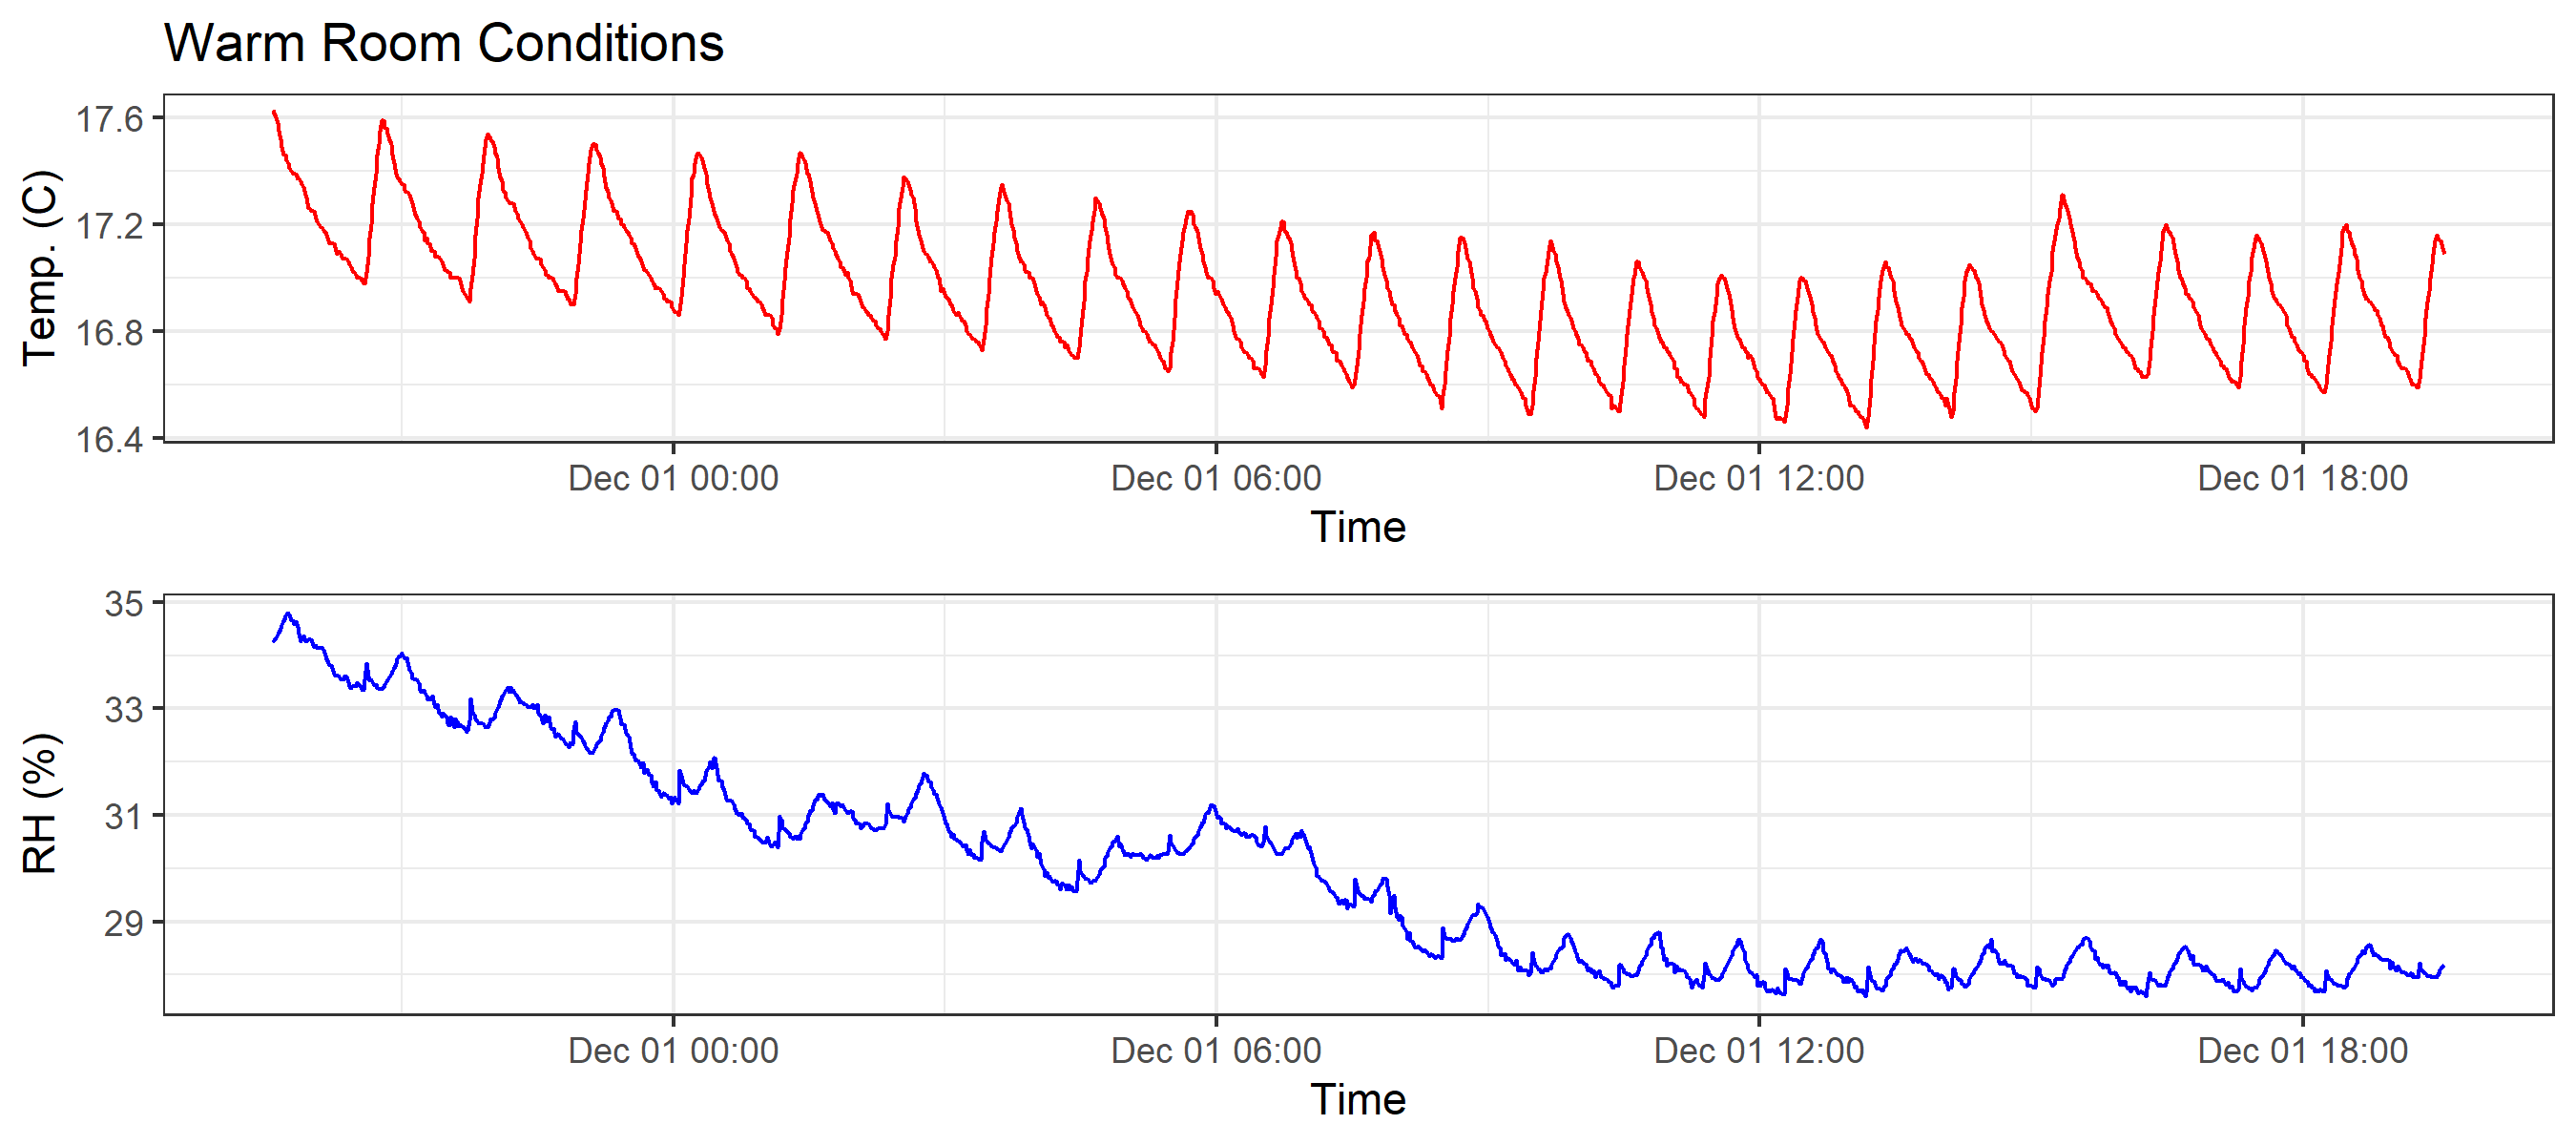 Warm Room Conditions
17.6
17.2
16.8
16.4
Temp. (C)
Dec 01 00:00 Dec 01 06:00 Dec 01 12:00 Dec 01 18:00
Time
35
33
31
29
RH (%)
Dec 01 00:00 Dec 01 06:00 Dec 01 12:00 Dec 01 18:00
Time